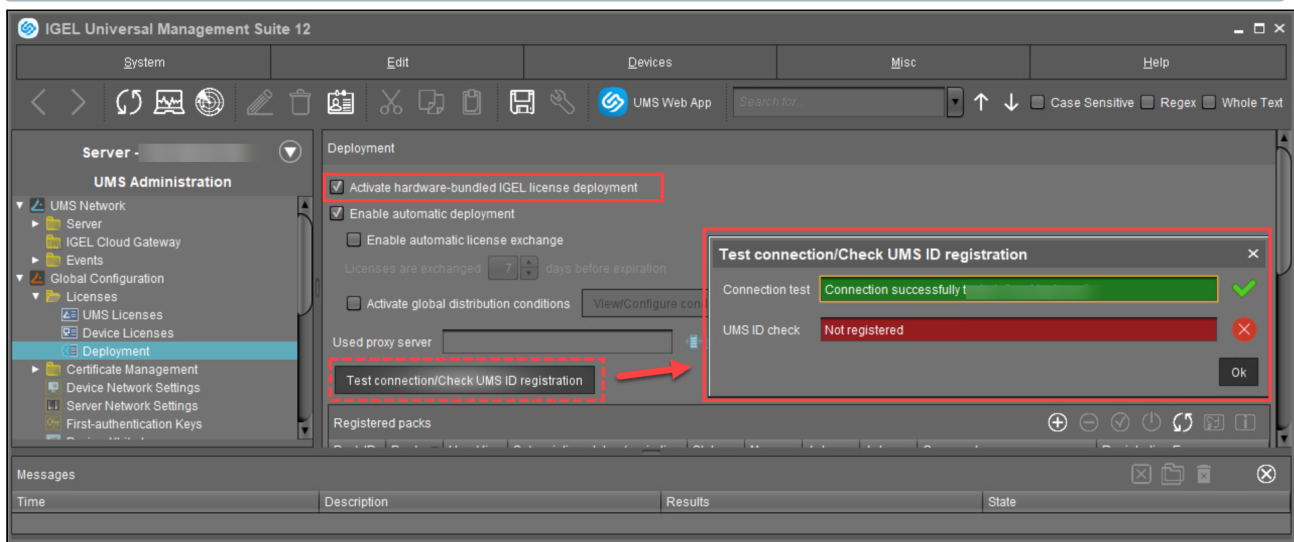 IGEL Universal Management Suite 12
System Edit Devices Misc Help
UMS Web App Search for... Case Sensitive Regex Whole Text
Server -
UMS Administration
UMS Network
Server
IGEL Cloud Gateway
Events
Global Configuration
Licenses
UMS Licenses
Device Licenses
Deployment
Certificate Management
Device Network Settings
Server Network Settings
First-authentication Keys
Deployment
Activate hardware-bundled IGEL license deployment
Enable automatic deployment
Enable automatic license exchange
Licenses are exchanged 7 days before expiration
Activate global distribution conditions View/Configure
Used proxy server
Test connection/Check UMS ID registration
Registered packs
Test connection/Check UMS ID registration
Connection test Connection successfully
UMS ID check Not registered
Ok
Messages
Time Description Results State